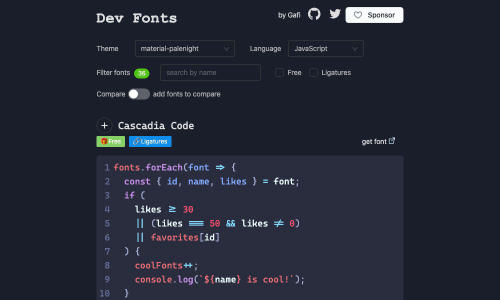 Dev Fonts
by Gafi
Sponsor
Theme material-palenight Language JavaScript
Filter fonts 36 search by name Free Ligatures
Compare add fonts to compare
+ Cascadia Code
Free Ligatures get font
1 fonts.forEach(font => {
2 const { id, name, likes } = font;
3 if (
4 likes >= 30
5 || (likes === 50 && likes != 0)
6 || favorites[id]
7 ) {
8 coolFonts++;
9 console.log(`${name} is cool!`);
10 }